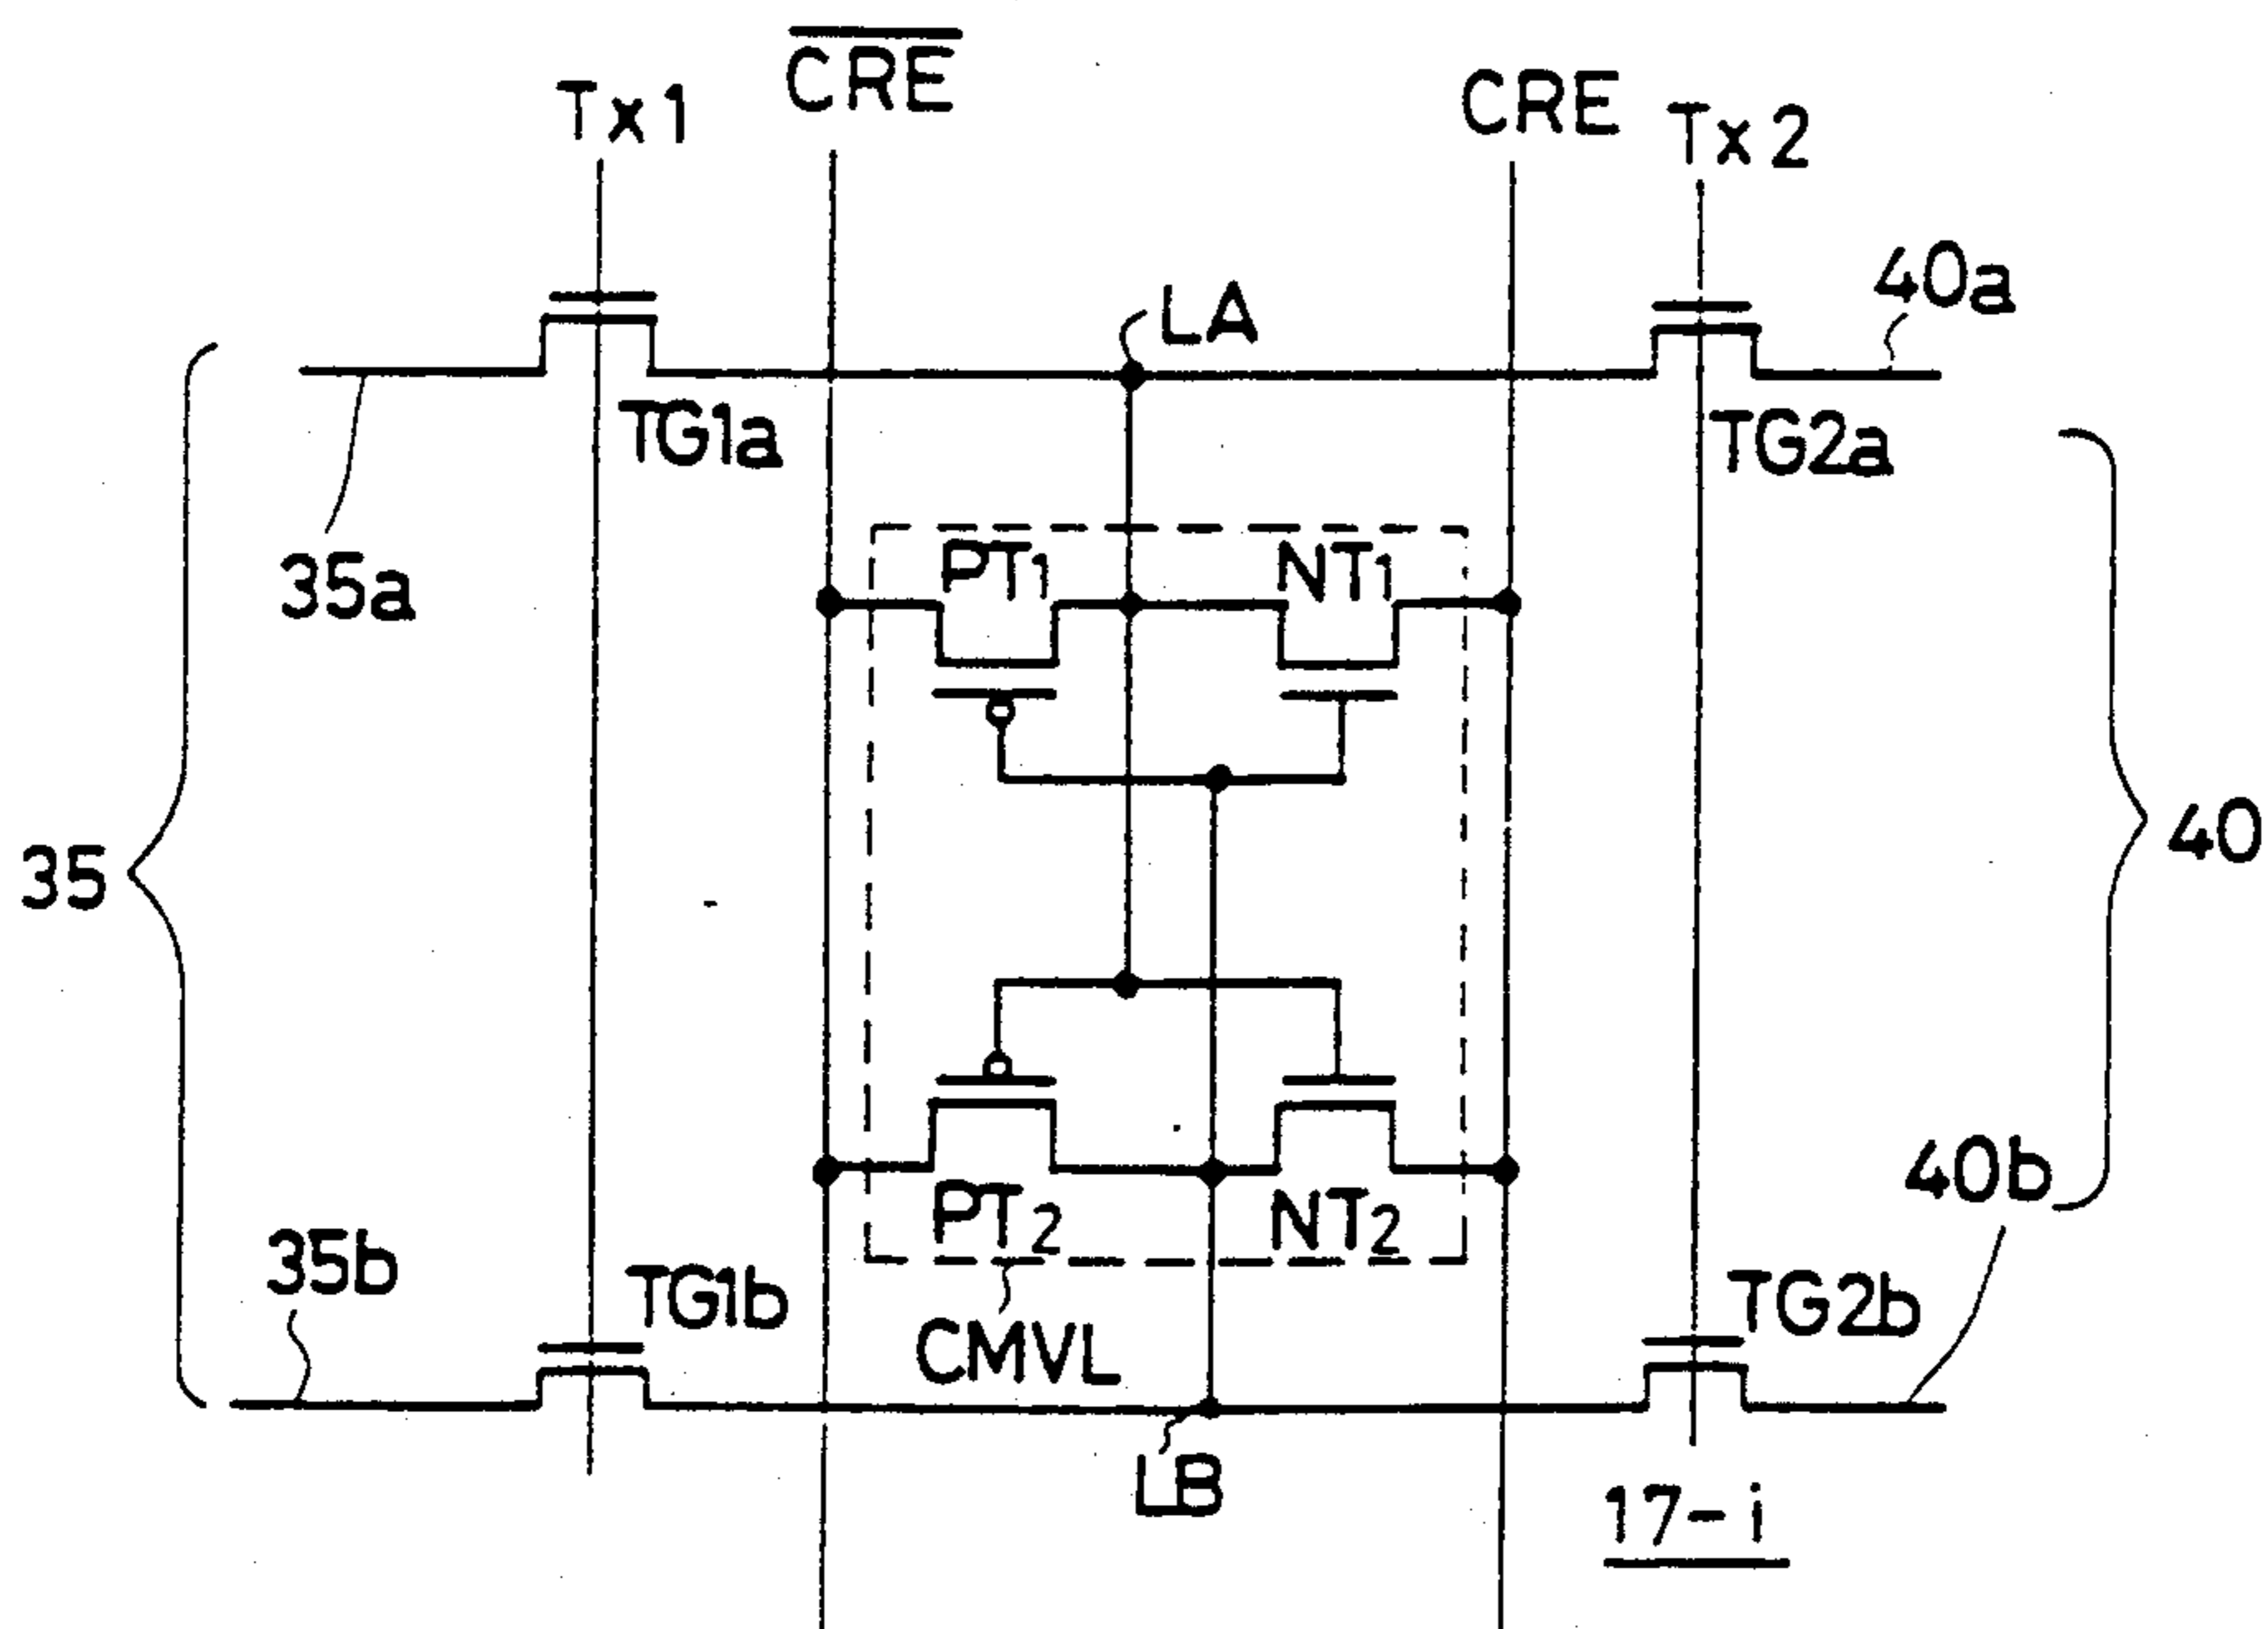 Tx1
C̅R̅E̅
CRE
Tx2
LA
40a
TG1a
TG2a
35a
PT1
NT1
35
40
35b
TG1b
PT2
NT2
40b
CMVL
TG2b
LB
17-i